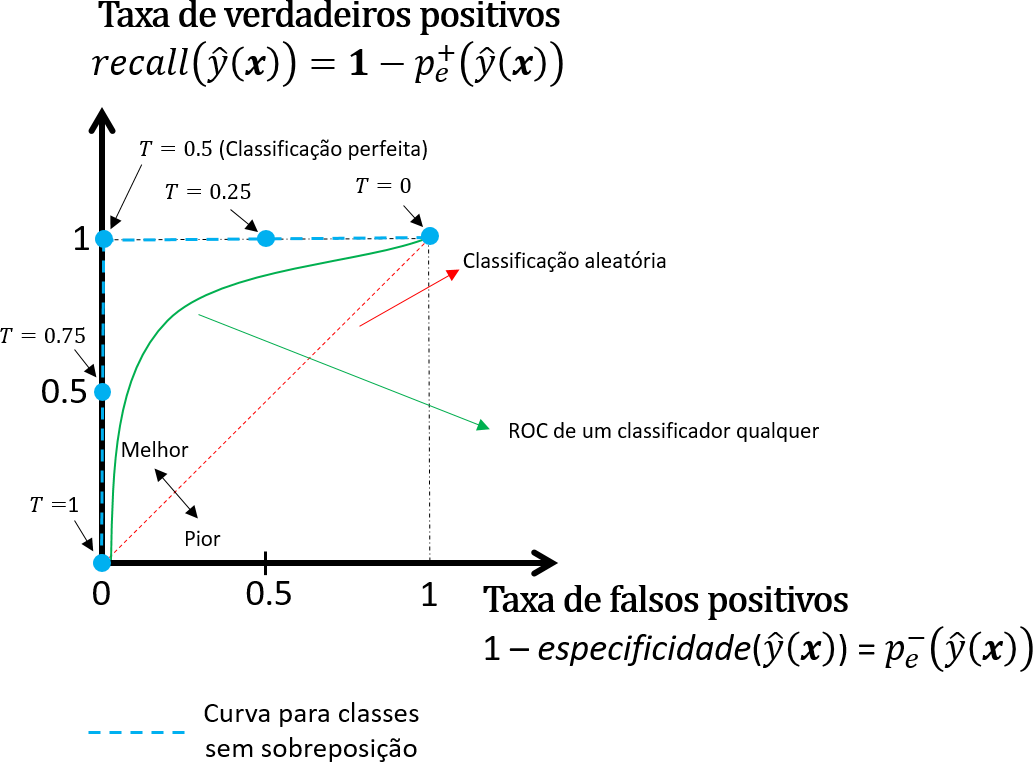 Taxa de verdadeiros positivos
recall(ŷ(x)) = 1 − pₑ⁺(ŷ(x))
T = 0.5 (Classificação perfeita)
T = 0.25
T = 0
1
Classificação aleatória
T = 0.75
0.5
ROC de um classificador qualquer
Melhor
T =1
Pior
0
0.5
1
Taxa de falsos positivos
1 – especificidade(ŷ(x)) = pₑ⁻(ŷ(x))
Curva para classes
sem sobreposição